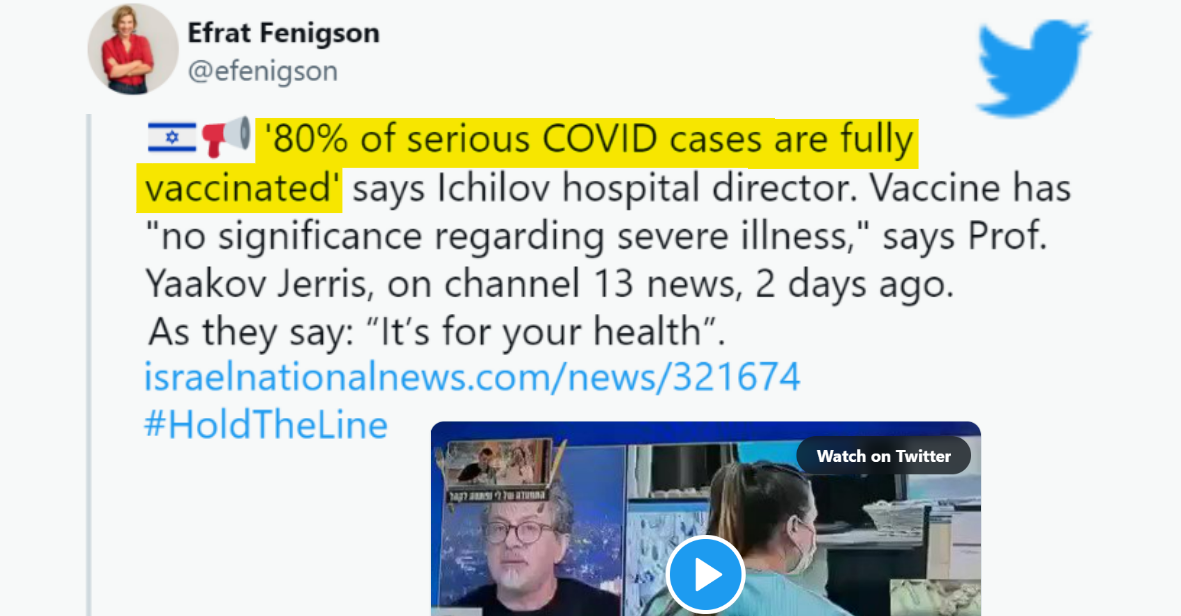 Efrat Fenigson
@efenigson
'80% of serious COVID cases are fully
vaccinated' says Ichilov hospital director. Vaccine has
"no significance regarding severe illness," says Prof.
Yaakov Jerris, on channel 13 news, 2 days ago.
As they say: “It’s for your health”.
israelnationalnews.com/news/321674
#HoldTheLine
Watch on Twitter